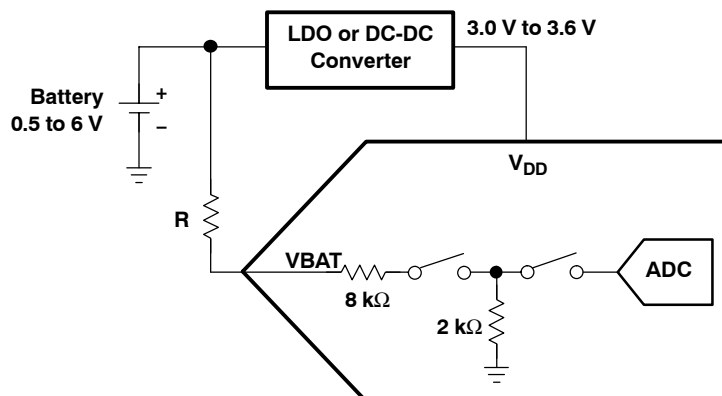 LDO or DC-DC
Converter
3.0 V to 3.6 V
Battery
0.5 to 6 V
+
−
VDD
R
VBAT
8 kΩ
2 kΩ
ADC